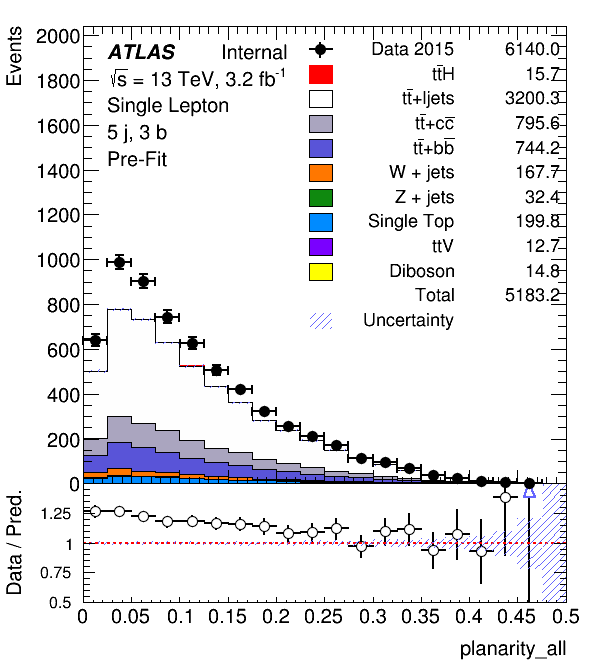 Events
2000
1800
1600
1400
1200
1000
800
600
400
200
0
ATLAS Internal
√s = 13 TeV, 3.2 fb⁻¹
Single Lepton
5 j, 3 b
Pre-Fit
Data 2015 6140.0
tt̄H 15.7
tt̄+ljets 3200.3
tt̄+cc̄ 795.6
tt̄+bb̄ 744.2
W + jets 167.7
Z + jets 32.4
Single Top 199.8
ttV 12.7
Diboson 14.8
Total 5183.2
Uncertainty
Data / Pred.
1.25
1
0.75
0.5
0 0.05 0.1 0.15 0.2 0.25 0.3 0.35 0.4 0.45 0.5
planarity_all